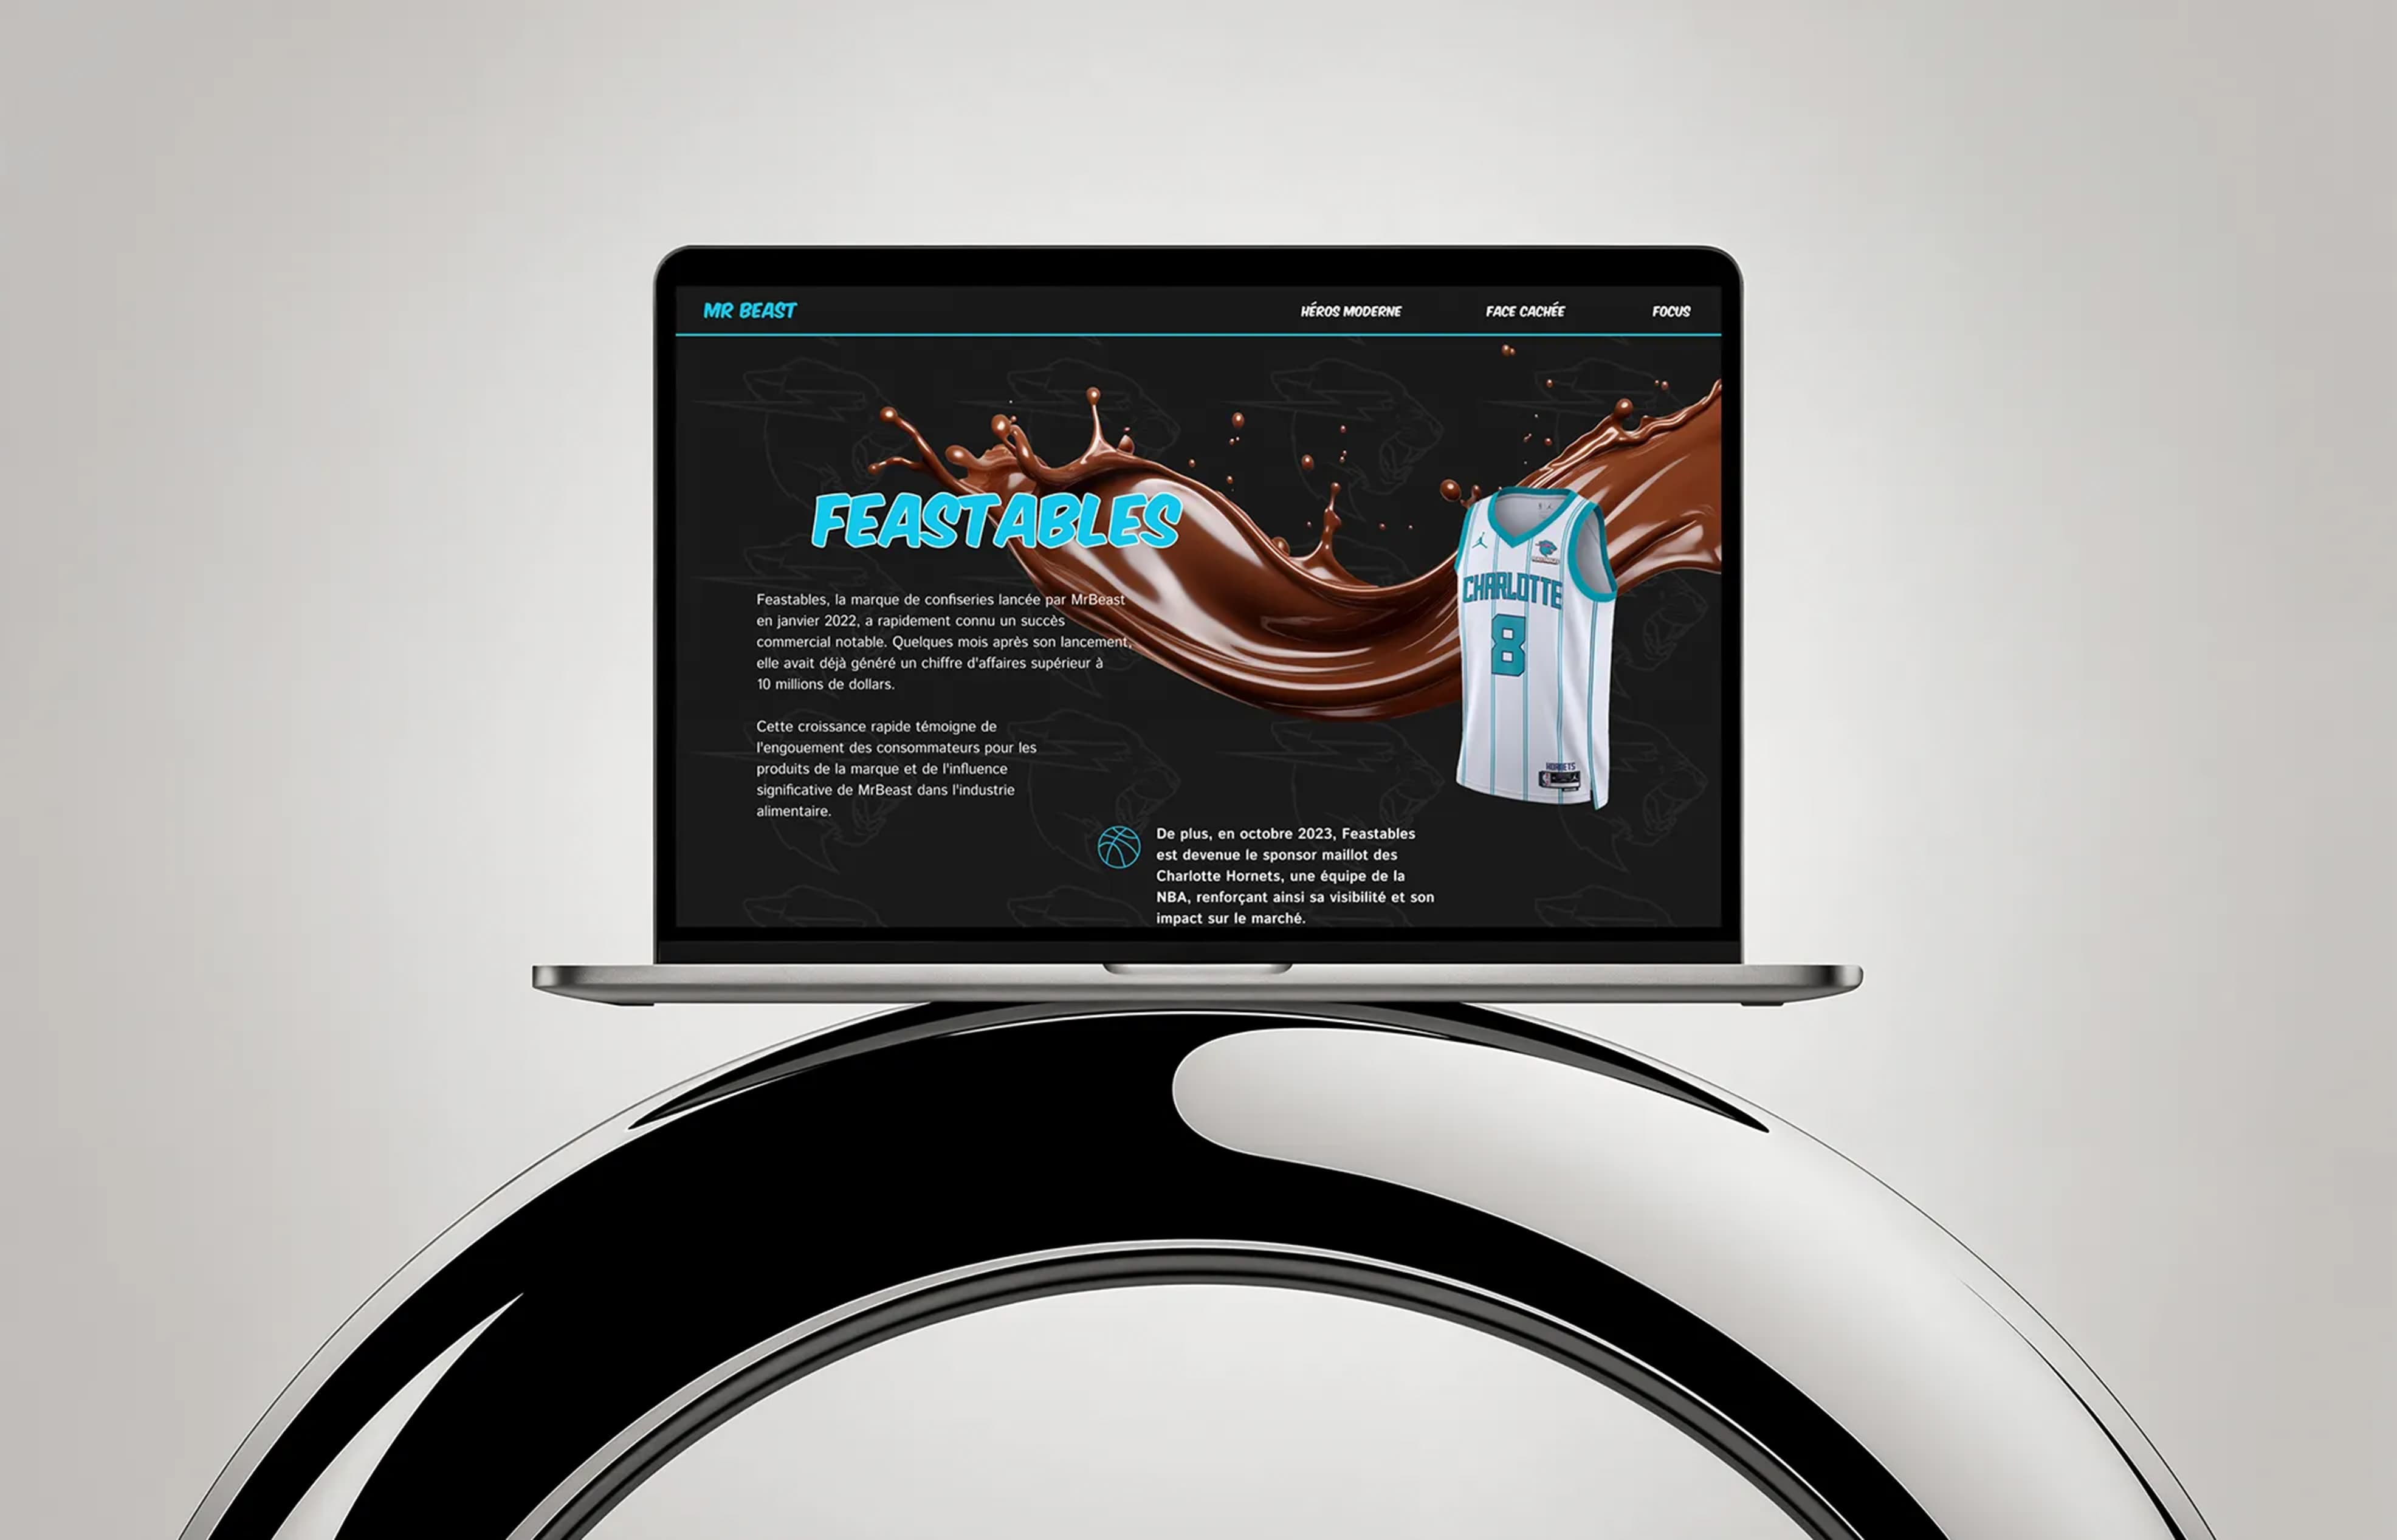 MR BEAST
HÉROS MODERNE
FACE CACHÉE
FOCUS
FEASTABLES
Feastables, la marque de confiseries lancée par MrBeast
en janvier 2022, a rapidement connu un succès
commercial notable. Quelques mois après son lancement,
elle avait déjà généré un chiffre d'affaires supérieur à
10 millions de dollars.
Cette croissance rapide témoigne de
l'engouement des consommateurs pour les
produits de la marque et de l'influence
significative de MrBeast dans l'industrie
alimentaire.
CHARLOTTE
8
HORNETS
De plus, en octobre 2023, Feastables
est devenue le sponsor maillot des
Charlotte Hornets, une équipe de la
NBA, renforçant ainsi sa visibilité et son
impact sur le marché.